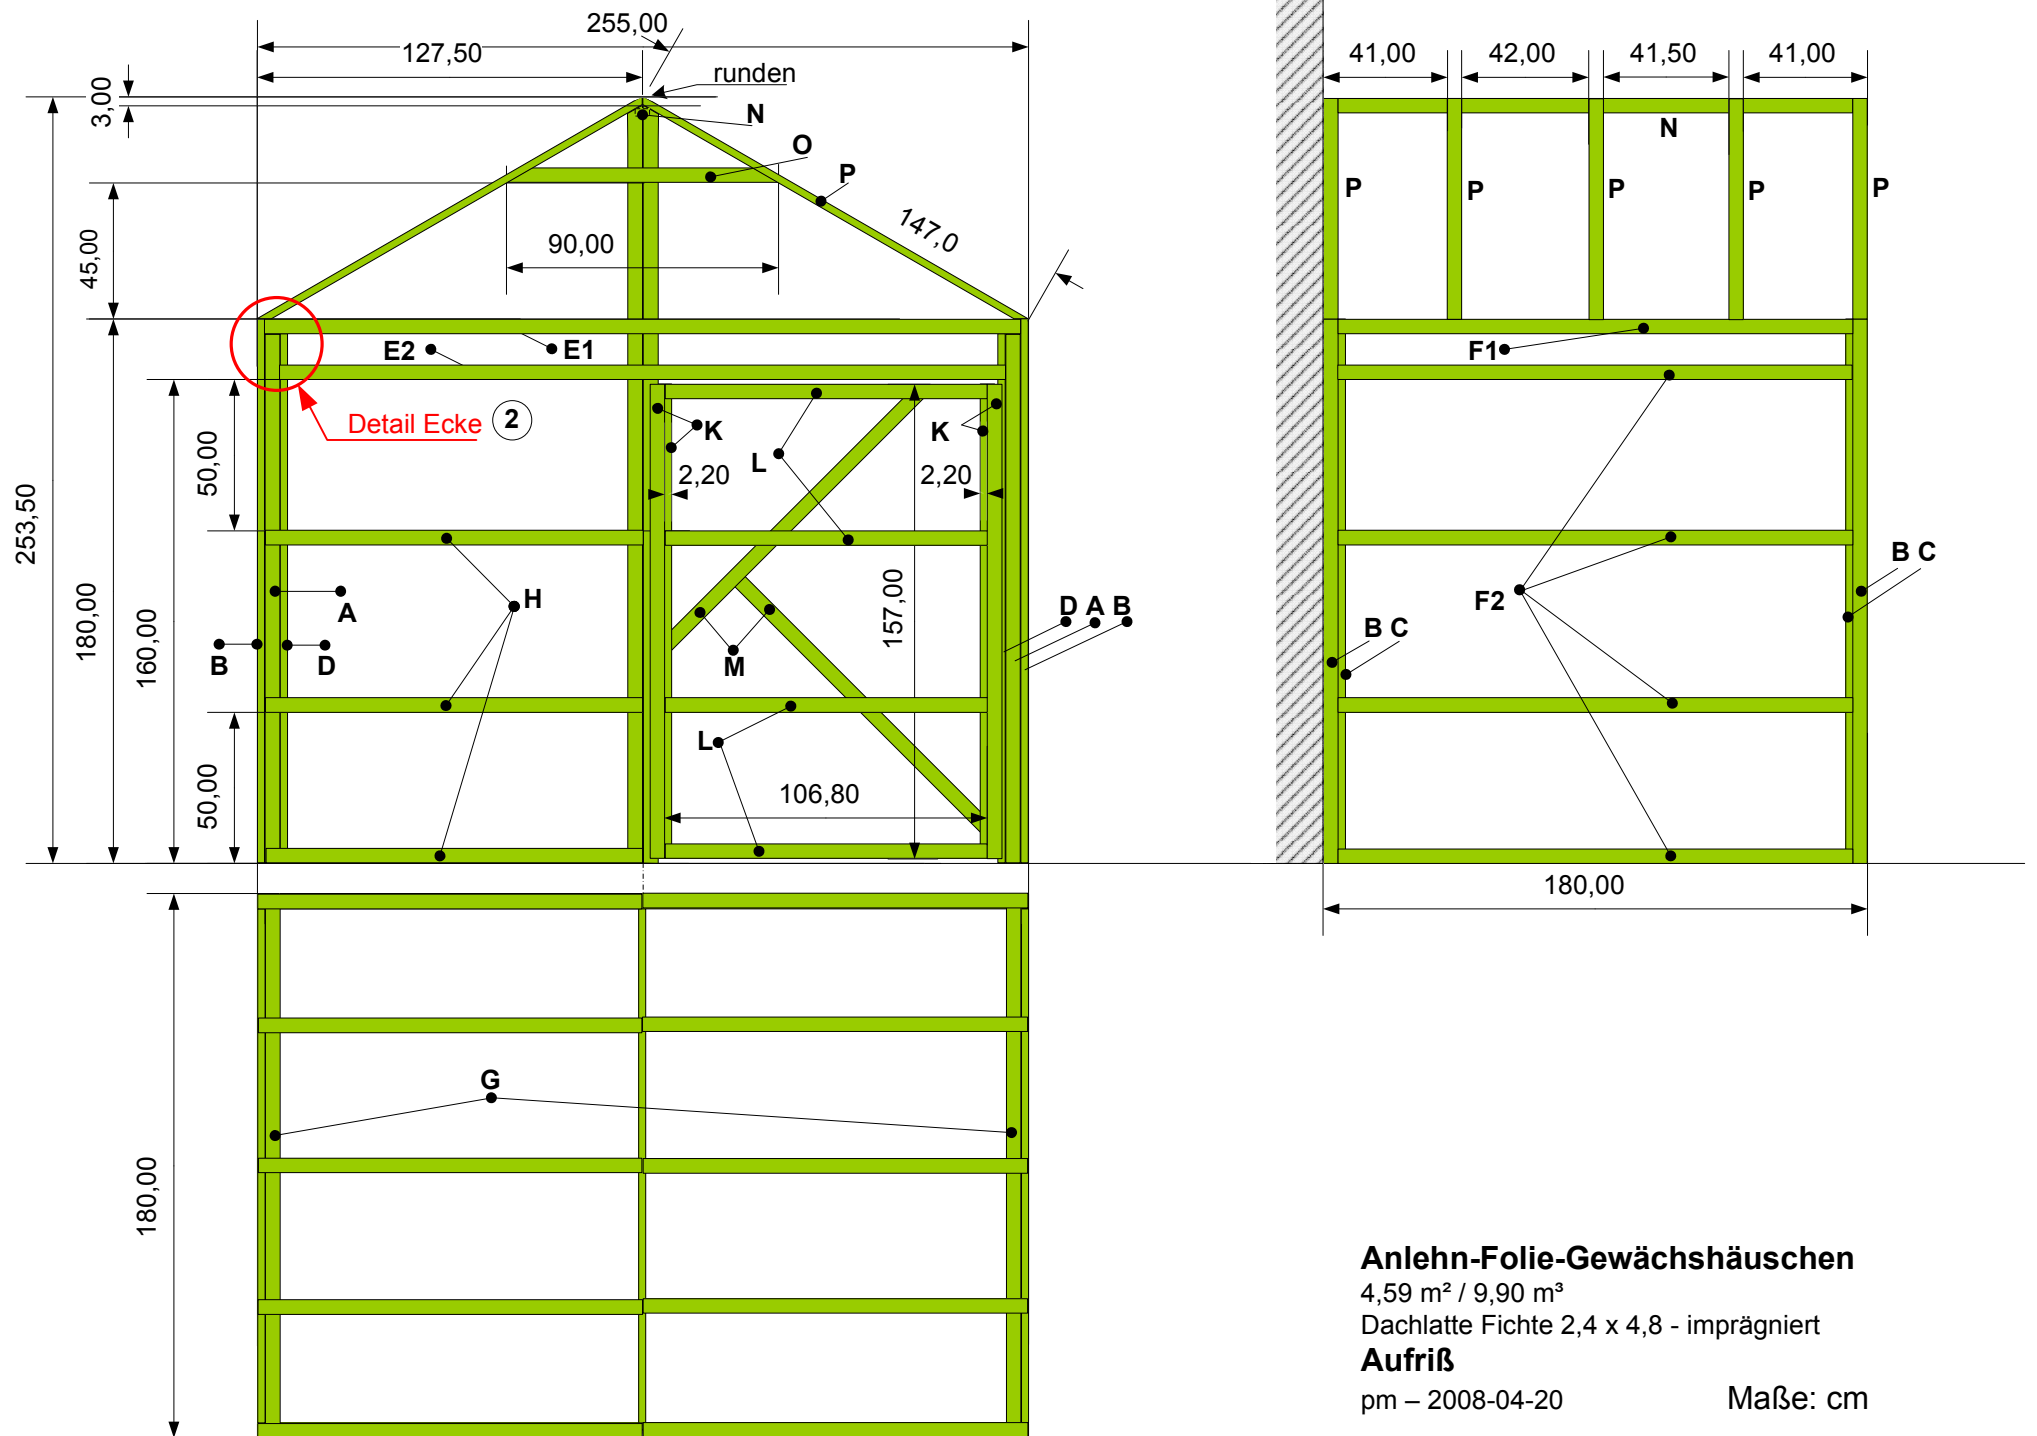 255,00
127,50
runden
3,00
N
O
P
147,0
45,00
90,00
E2
E1
Detail Ecke 2
K
K
L
2,20
2,20
50,00
253,50
180,00
160,00
157,00
H
A
B
D
M
D A B
L
50,00
106,80
G
180,00
41,00
42,00
41,50
41,00
N
P
P
P
P
P
F1
F2
B C
B C
180,00
Anlehn-Folie-Gewächshäuschen
4,59 m² / 9,90 m³
Dachlatte Fichte 2,4 x 4,8 - imprägniert
Aufriß
pm – 2008-04-20 Maße: cm